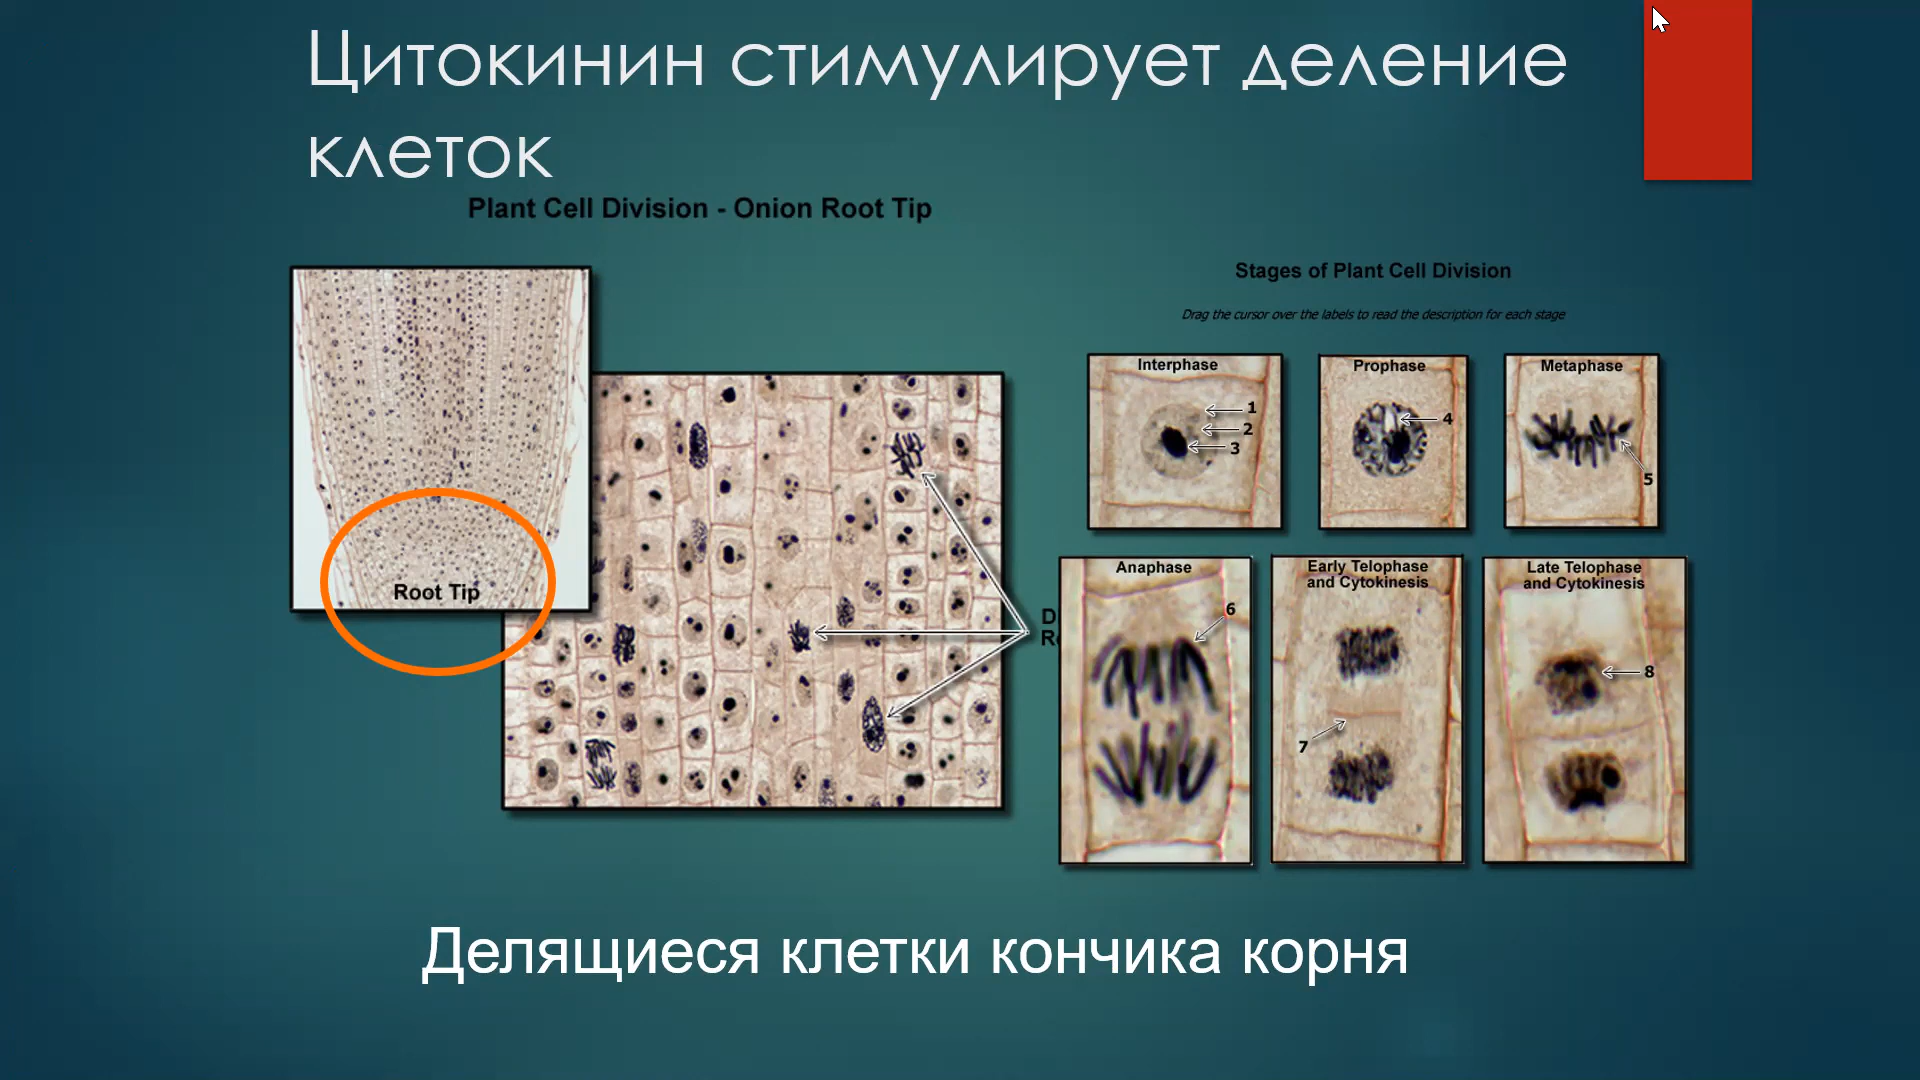 Цитокинин стимулирует деление
клеток
Plant Cell Division - Onion Root Tip
Root Tip
Stages of Plant Cell Division
Drag the cursor over the labels to read the description for each stage
Interphase
1
2
3
Prophase
4
Metaphase
5
Anaphase
6
Early Telophase
and Cytokinesis
7
Late Telophase
and Cytokinesis
8
Делящиеся клетки кончика корня